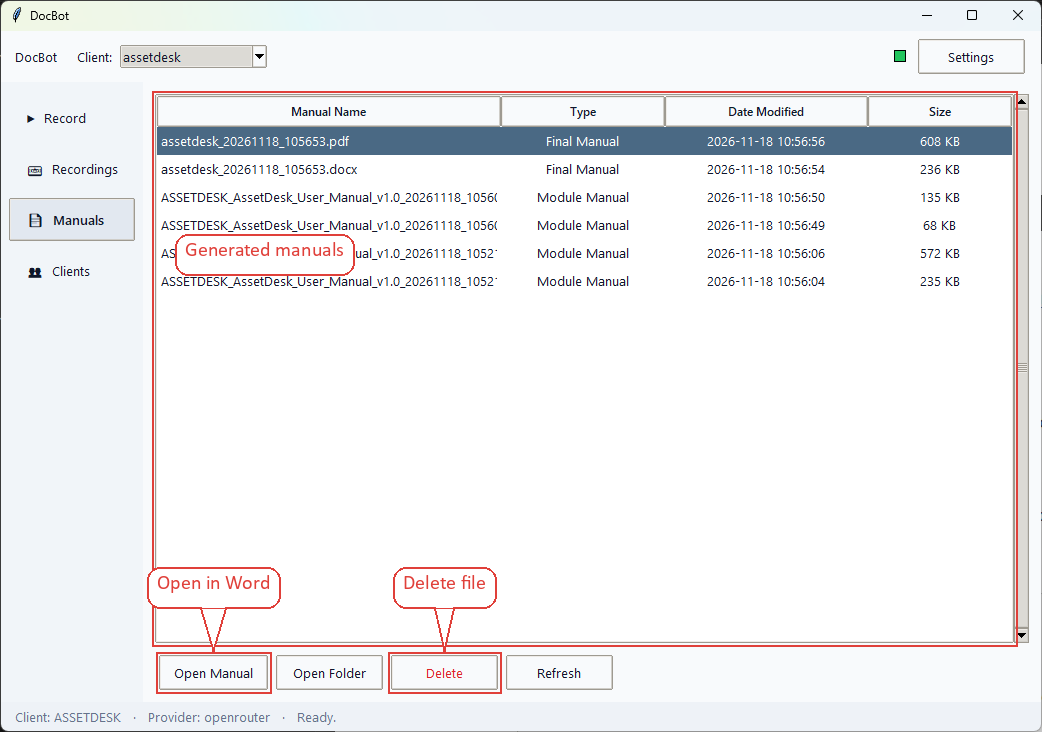 DocBot
DocBot Client: assetdesk Settings
Record
Recordings
Manuals
Clients
Manual Name Type Date Modified Size
assetdesk_20261118_105653.pdf Final Manual 2026-11-18 10:56:56 608 KB
assetdesk_20261118_105653.docx Final Manual 2026-11-18 10:56:54 236 KB
ASSETDESK_AssetDesk_User_Manual_v1.0_20261118_1056 Module Manual 2026-11-18 10:56:50 135 KB
ASSETDESK_AssetDesk_User_Manual_v1.0_20261118_1056 Module Manual 2026-11-18 10:56:49 68 KB
Generated manuals
ual_v1.0_20261118_1052 Module Manual 2026-11-18 10:56:06 572 KB
ASSETDESK_AssetDesk_User_Manual_v1.0_20261118_1052 Module Manual 2026-11-18 10:56:04 235 KB
Open in Word Delete file
Open Manual Open Folder Delete Refresh
Client: ASSETDESK · Provider: openrouter · Ready.